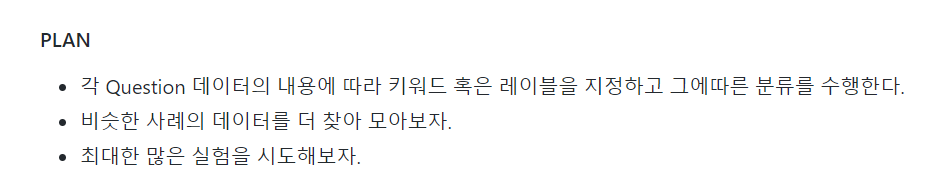 PLAN
• 각 Question 데이터의 내용에 따라 키워드 혹은 레이블을 지정하고 그에따른 분류를 수행한다.
• 비슷한 사례의 데이터를 더 찾아 모아보자.
• 최대한 많은 실험을 시도해보자.